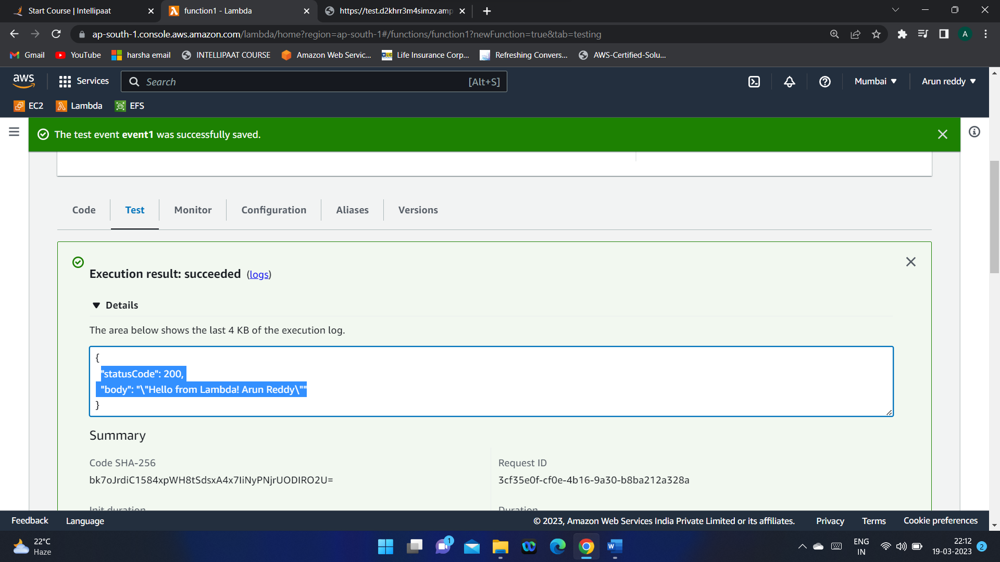 Start Course | Intellipaat
function1 - Lambda
https://test.d2khrr3m4simzv.amp
ap-south-1.console.aws.amazon.com/lambda/home?region=ap-south-1#/functions/function1?newFunction=true&tab=testing
A
Gmail
YouTube
harsha email
INTELLIPAAT COURSE
Amazon Web Servic...
LIC
Life Insurance Corp...
Refreshing Convers...
AWS-Certified-Solu...
aws
Services
Search
[Alt+S]
Mumbai
Arun reddy
EC2
Lambda
EFS
The test event event1 was successfully saved.
Code
Test
Monitor
Configuration
Aliases
Versions
Execution result: succeeded (logs)
Details
The area below shows the last 4 KB of the execution log.
{
"statusCode": 200,
"body": "\"Hello from Lambda! Arun Reddy\""
}
Summary
Code SHA-256
Request ID
bk7oJrdiC1584xpWH8tSdsxA4x7IiNyPNjrUODIRO2U=
3cf35e0f-cf0e-4b16-9a30-b8ba212a328a
Init duration
Duration
Feedback
Language
© 2023, Amazon Web Services India Private Limited or its affiliates.
Privacy
Terms
Cookie preferences
22°C
Haze
1
W
ENG
IN
22:12
19-03-2023
2